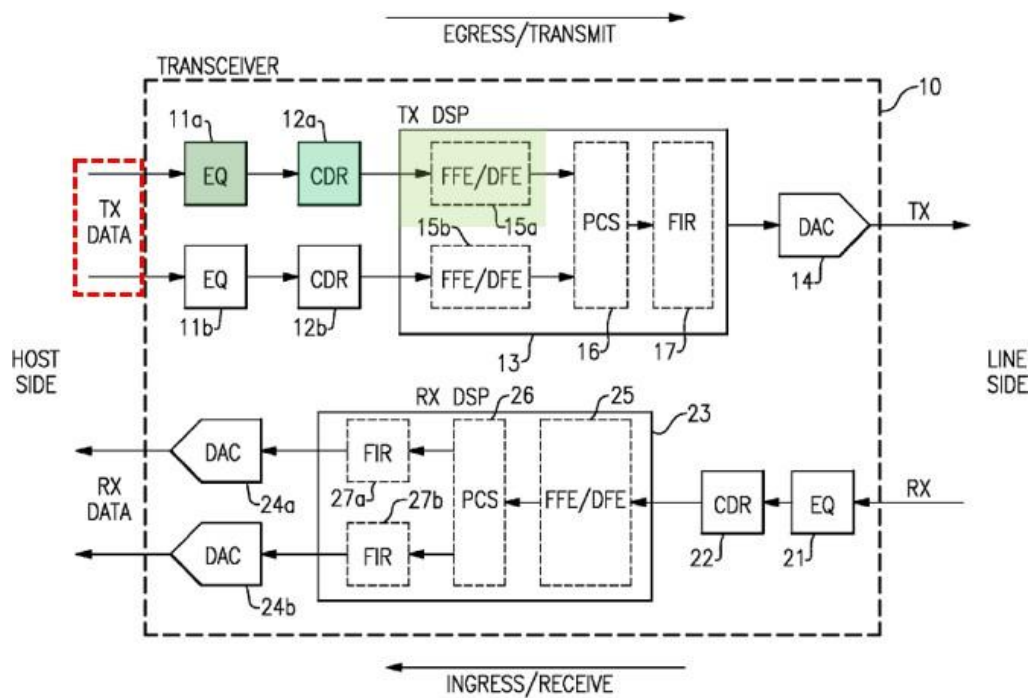 EGRESS/TRANSMIT
TRANSCEIVER
10
11a
12a
TX DSP
EQ
CDR
FFE/DFE
15a
TX
DATA
PCS
FIR
DAC
14
TX
15b
EQ
CDR
FFE/DFE
11b
12b
13
16
17
HOST
SIDE
LINE
SIDE
RX DSP
26
25
23
DAC
24a
FIR
27a
27b
PCS
FFE/DFE
CDR
22
EQ
21
RX
RX
DATA
DAC
24b
FIR
INGRESS/RECEIVE